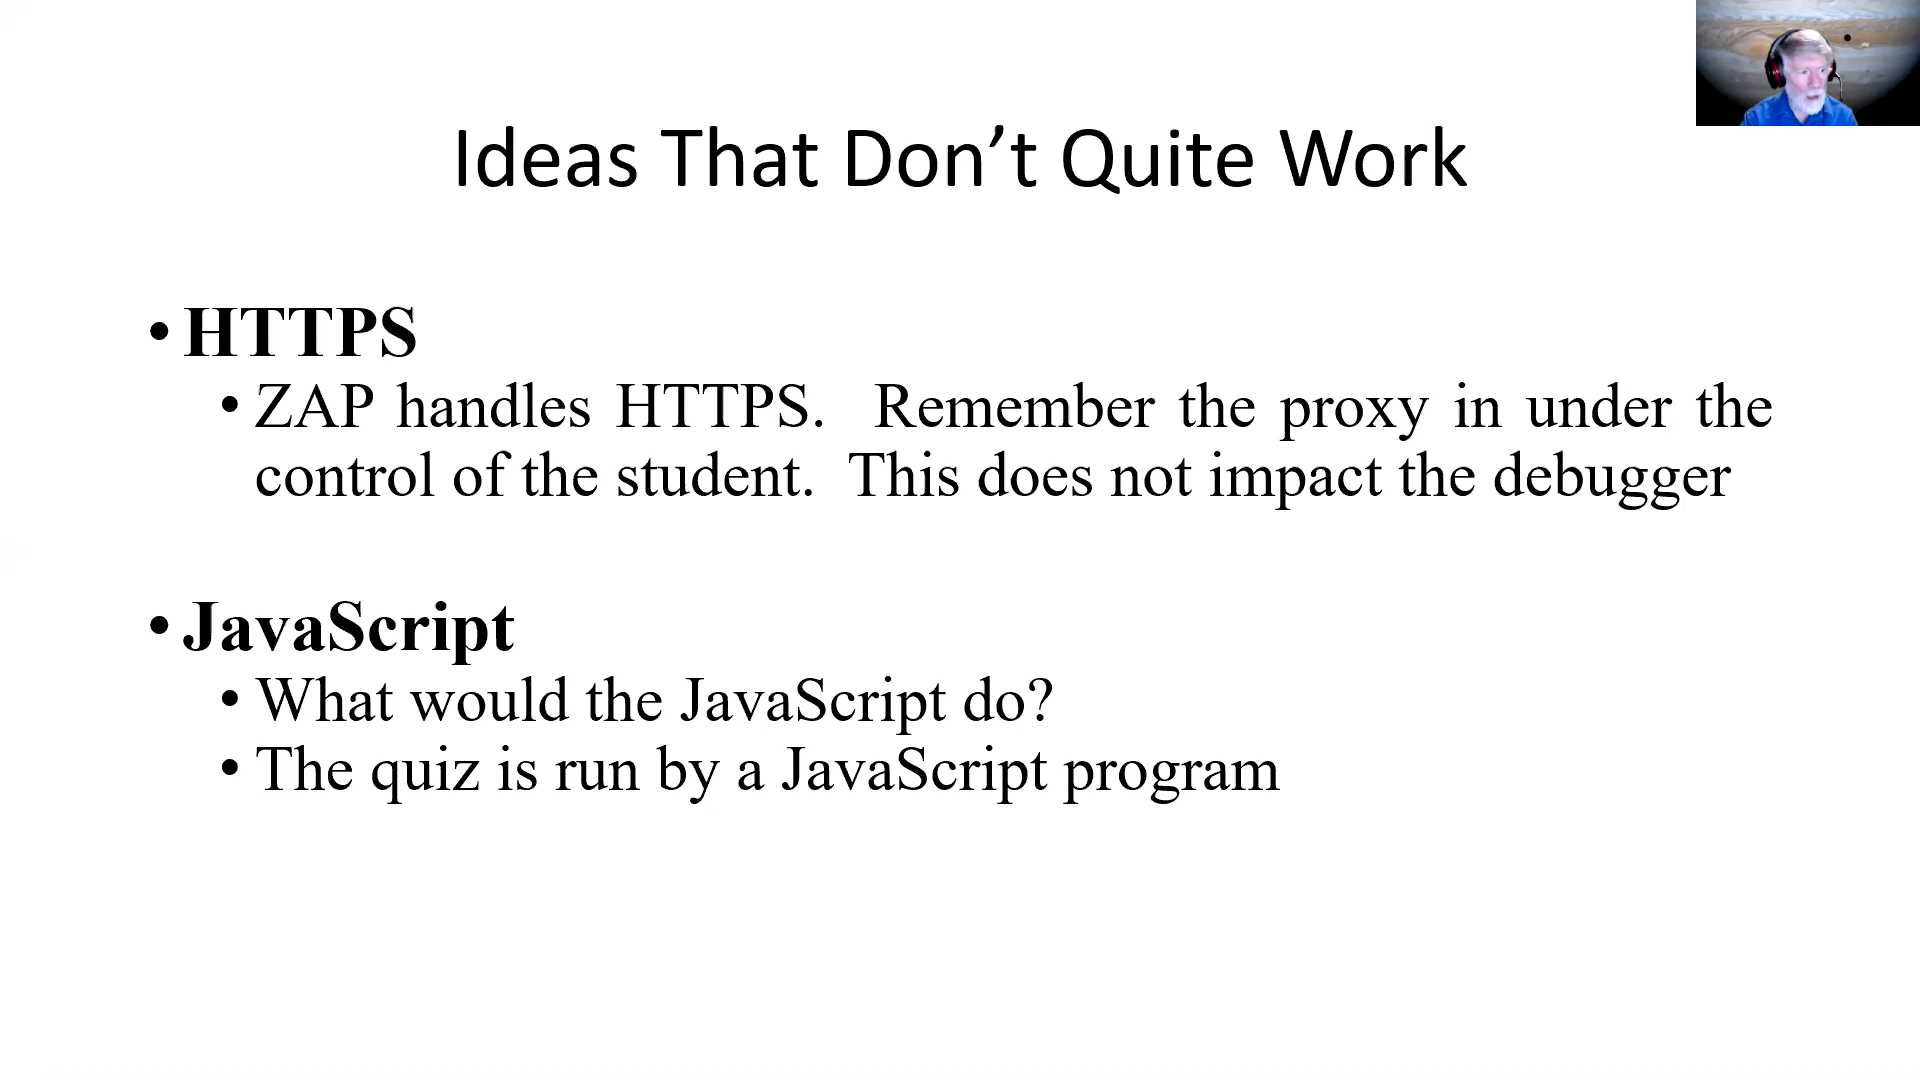 Ideas That Don’t Quite Work
• HTTPS
• ZAP handles HTTPS. Remember the proxy in under the
control of the student. This does not impact the debugger
• JavaScript
• What would the JavaScript do?
• The quiz is run by a JavaScript program